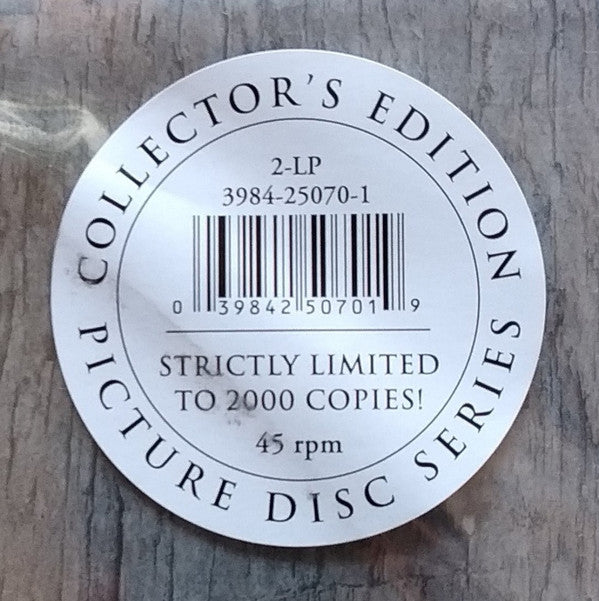 COLLECTOR'S EDITION
2-LP
3984-25070-1
0 39842 50701 9
STRICTLY LIMITED
TO 2000 COPIES!
45 rpm
PICTURE DISC SERIES